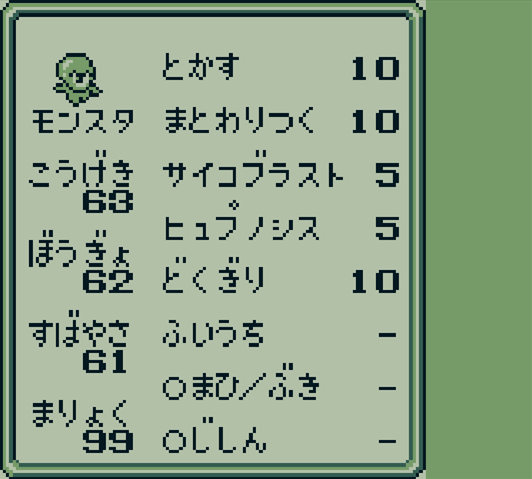 とかす 10
モンスタ まとわりつく 10
こうげき 63 サイコブラスト 5
ヒュプノシス 5
ぼうぎょ 62 どくぎり 10
すばやさ 61 ふいうち -
○まひ/ぶき -
まりょく 99 ○じしん -